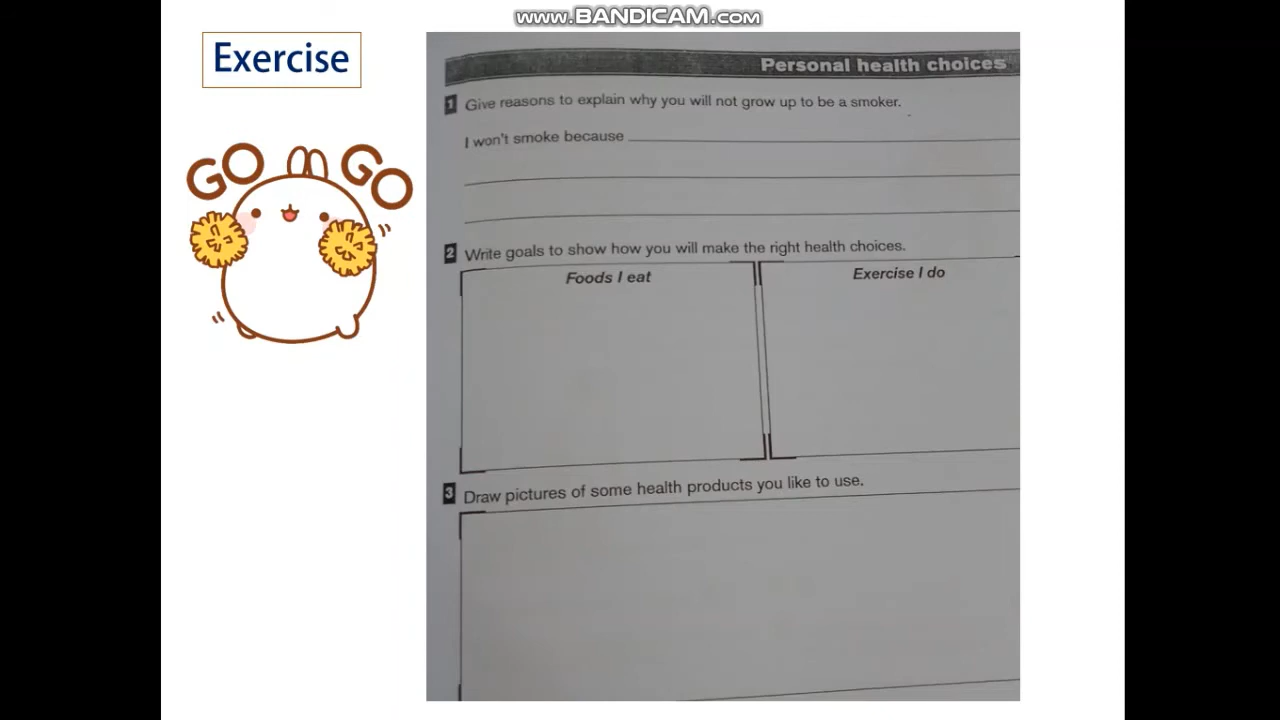 www.BANDICAM.com
Exercise
GO GO
Personal health choices
1 Give reasons to explain why you will not grow up to be a smoker.
I won't smoke because
2 Write goals to show how you will make the right health choices.
Foods I eat
Exercise I do
3 Draw pictures of some health products you like to use.